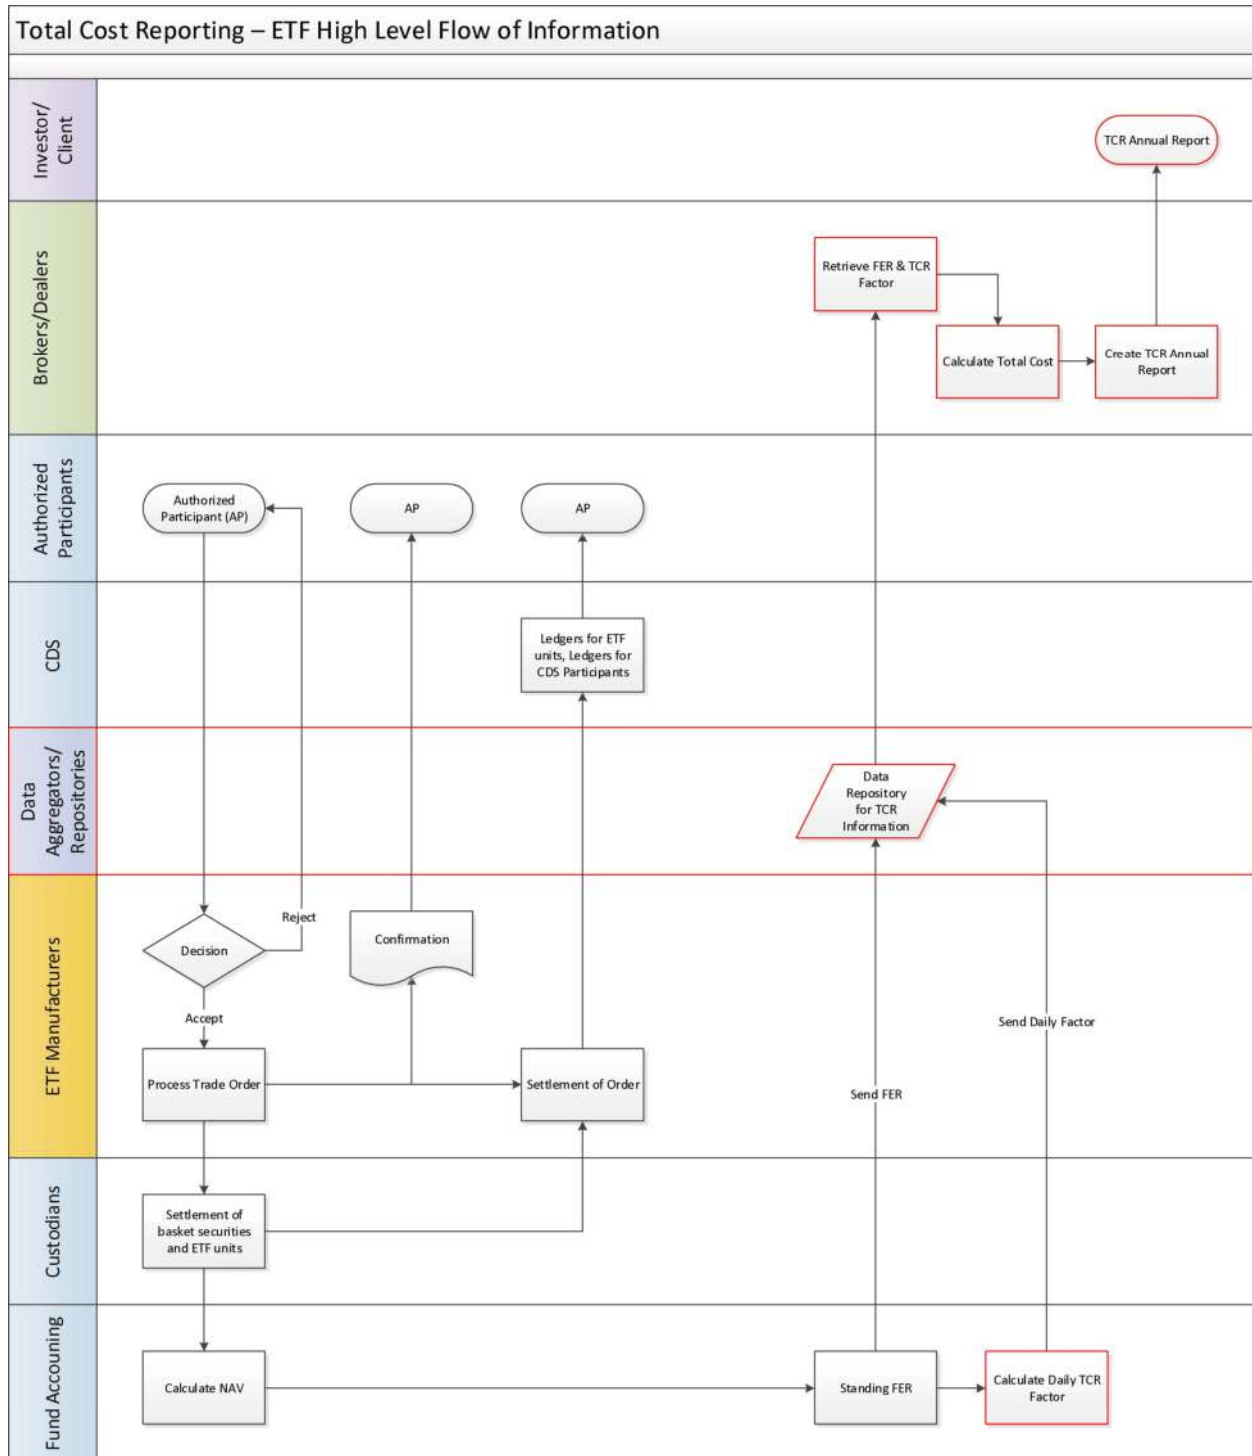 Total Cost Reporting – ETF High Level Flow of Information
Investor/
Client
TCR Annual Report
Brokers/Dealers
Retrieve FER & TCR
Factor
Calculate Total Cost
Create TCR Annual
Report
Authorized
Participants
Authorized
Participant (AP)
AP
AP
CDS
Ledgers for ETF
units, Ledgers for
CDS Participants
Data
Aggregators/
Repositories
Data
Repository
for TCR
Information
ETF Manufacturers
Reject
Decision
Confirmation
Accept
Send Daily Factor
Process Trade Order
Settlement of Order
Send FER
Custodians
Settlement of
basket securities
and ETF units
Fund Accouning
Calculate NAV
Standing FER
Calculate Daily TCR
Factor